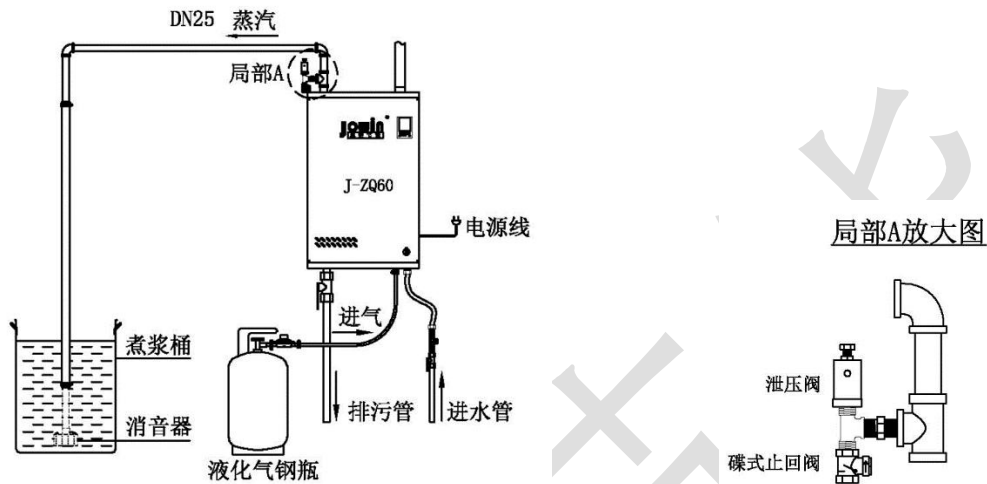 DN25 蒸汽
局部A
jowin®
J-ZQ60
电源线
局部A放大图
进气
煮浆桶
消音器
排污管
进水管
液化气钢瓶
泄压阀
碟式止回阀